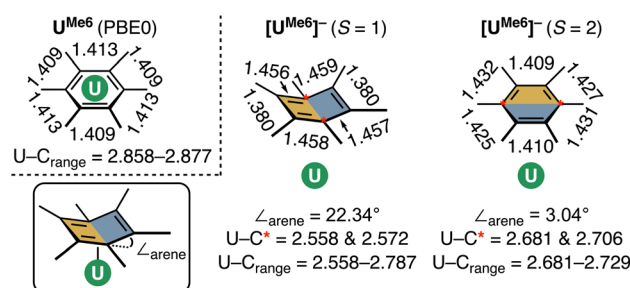 U^Me6 (PBE0)
1.409
1.413
1.409
1.413
1.409
1.413
U
U–C_range = 2.858–2.877
U
∠arene
[U^Me6]– (S = 1)
1.456
1.459
1.380
1.380
1.458
1.457
U
∠arene = 22.34°
U–C* = 2.558 & 2.572
U–C_range = 2.558–2.787
[U^Me6]– (S = 2)
1.432
1.409
1.427
1.425
1.410
1.431
U
∠arene = 3.04°
U–C* = 2.681 & 2.706
U–C_range = 2.681–2.729